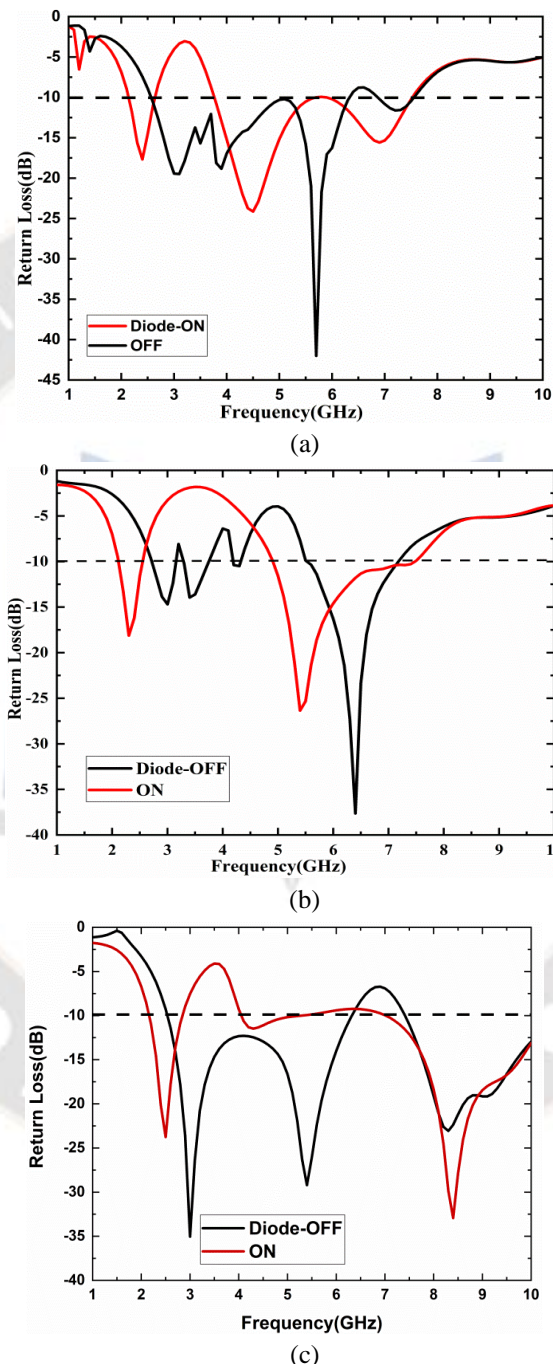 0
-5
-10
-15
-20
-25
-30
-35
-40
-45
Return Loss(dB)
Diode-ON
OFF
1 2 3 4 5 6 7 8 9 10
Frequency(GHz)
(a)
0
-5
-10
-15
-20
-25
-30
-35
-40
Return Loss(dB)
Diode-OFF
ON
1 2 3 4 5 6 7 8 9 1
Frequency(GHz)
(b)
0
-5
-10
-15
-20
-25
-30
-35
-40
Return Loss(dB)
Diode-OFF
ON
1 2 3 4 5 6 7 8 9 10
Frequency(GHz)
(c)